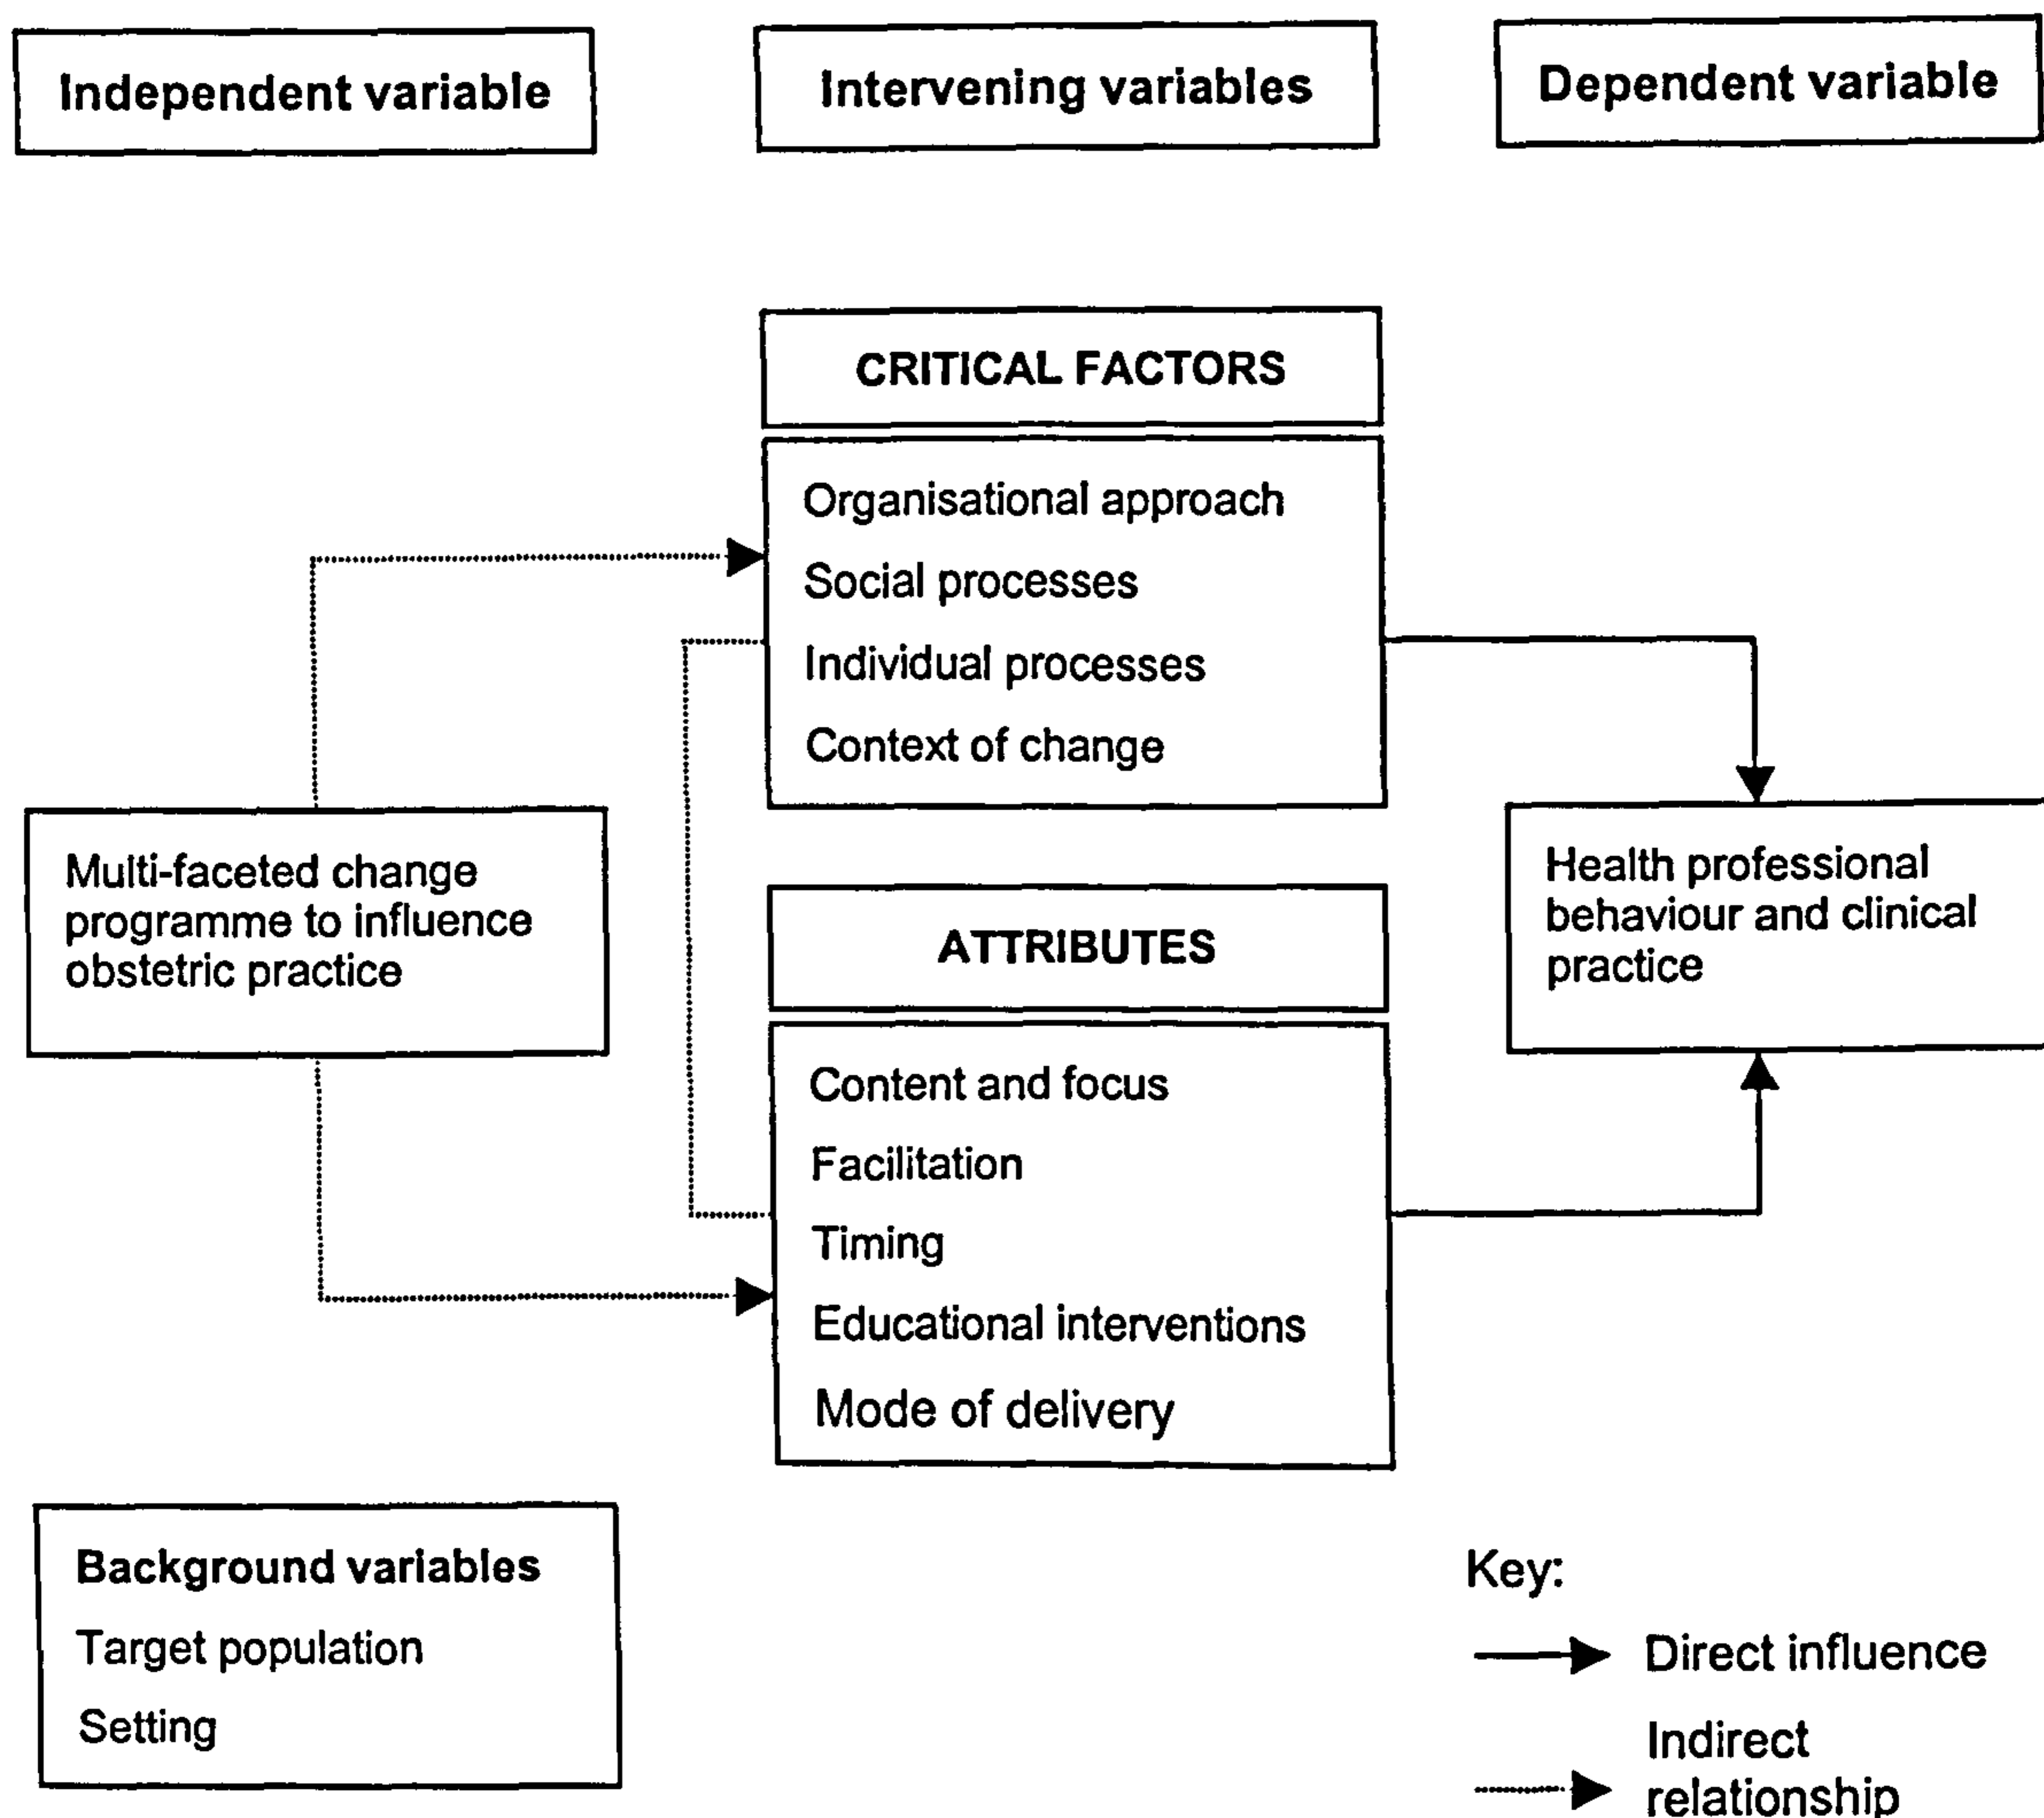 Independent variable
Intervening variables
Dependent variable
CRITICAL FACTORS
Organisational approach
Social processes
Individual processes
Context of change
Multi-faceted change
programme to influence
obstetric practice
Health professional
behaviour and clinical
practice
ATTRIBUTES
Content and focus
Facilitation
Timing
Educational interventions
Mode of delivery
Background variables
Target population
Setting
Key:
Direct influence
Indirect
relationship